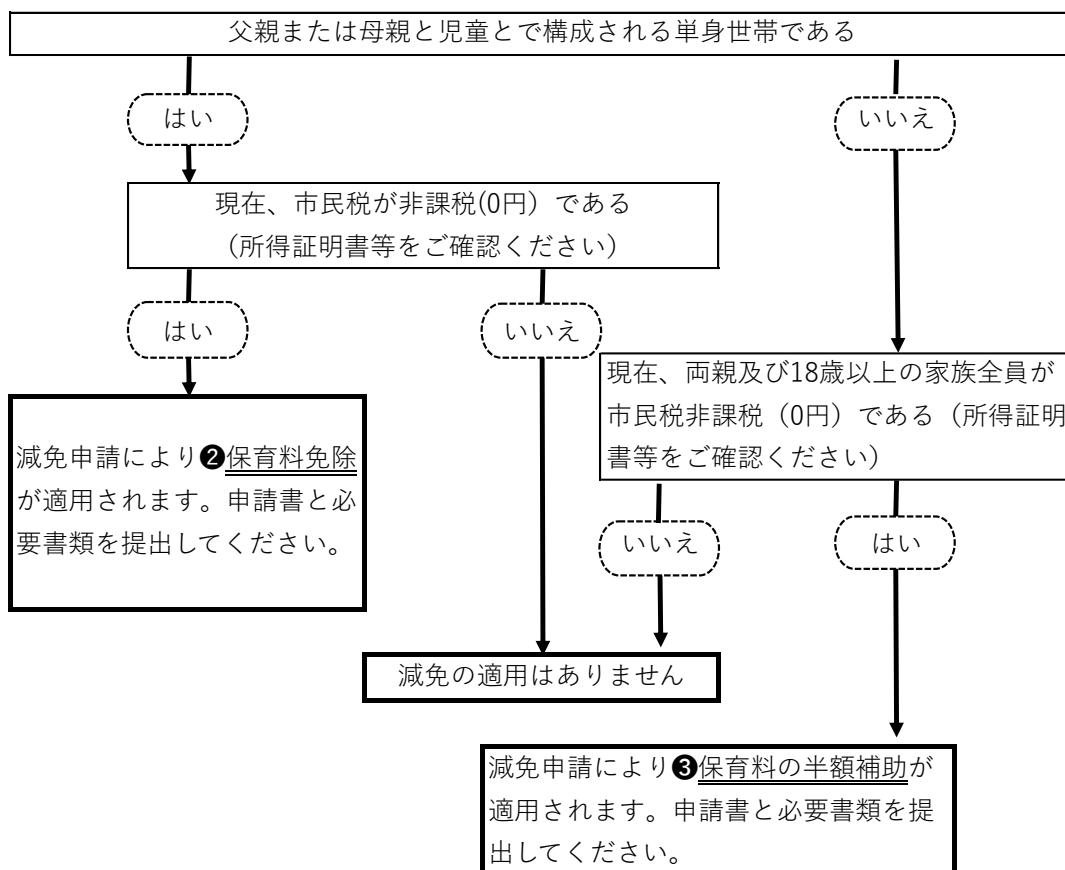 父親または母親と児童とで構成される単身世帯である
はい
いいえ
現在、市民税が非課税(0円）である
（所得証明書等をご確認ください）
はい
いいえ
現在、両親及び18歳以上の家族全員が
市民税非課税（0円）である（所得証明
書等をご確認ください）
減免申請により❷保育料免除
が適用されます。申請書と必
要書類を提出してください。
いいえ
はい
減免の適用はありません
減免申請により❸保育料の半額補助が
適用されます。申請書と必要書類を提
出してください。